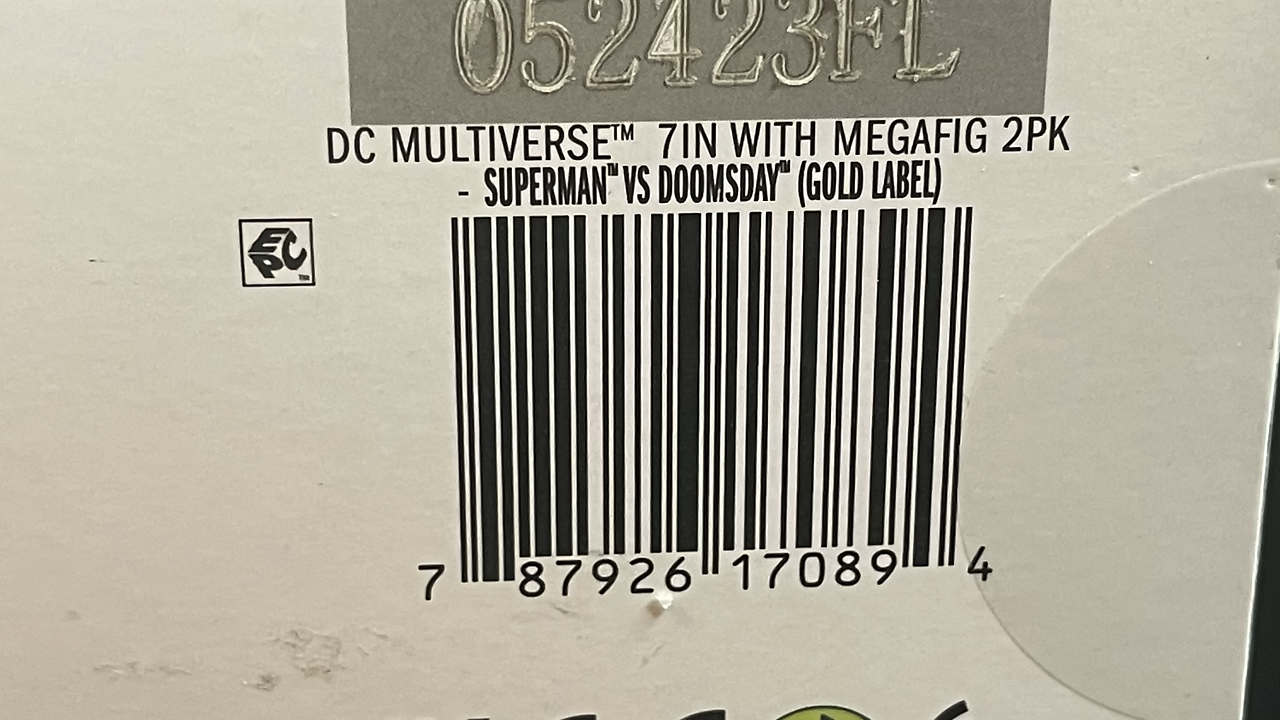 052423FL
DC MULTIVERSE™ 7IN WITH MEGAFIG 2PK
- SUPERMAN™ VS DOOMSDAY™ (GOLD LABEL)
EPC
7 87926 17089 4